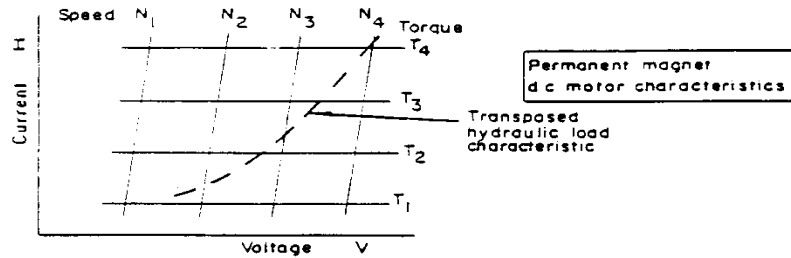 Speed N1 N2 N3 N4 Torque
T4
T3
T2
T1
Current H
Voltage V
Transposed
hydraulic load
characteristic
Permanent magnet
d c motor characteristics